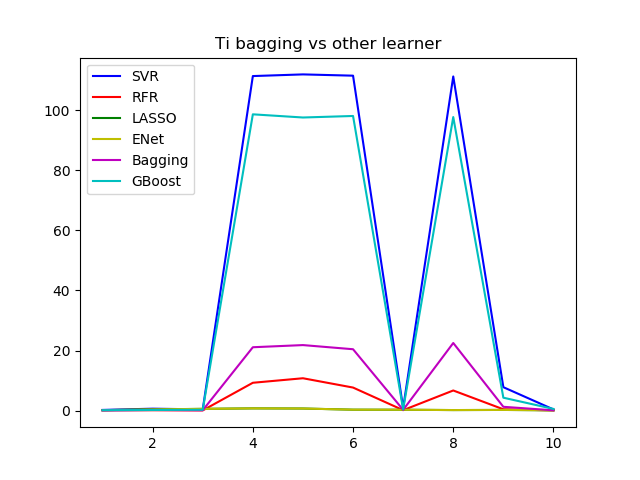 Ti bagging vs other learner
SVR
RFR
LASSO
ENet
Bagging
GBoost
100
80
60
40
20
0
2 4 6 8 10